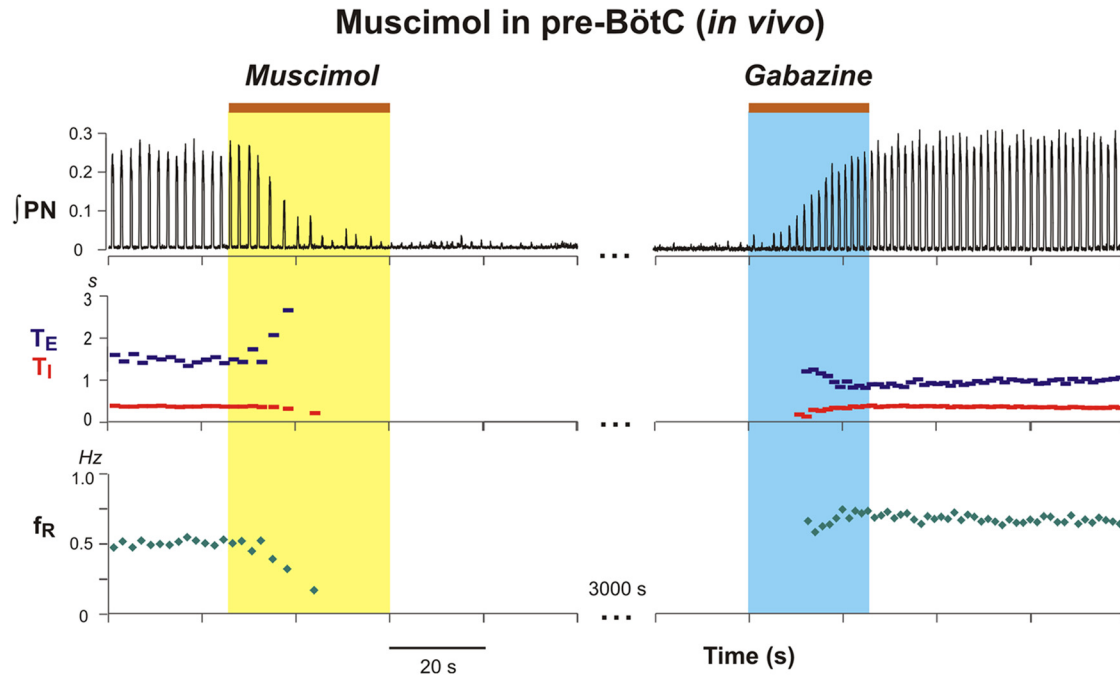 Muscimol in pre-BötC (in vivo)
Muscimol
Gabazine
0.3
0.2
0.1
0
∫PN
...
s
3
2
1
0
TE
TI
...
Hz
1.0
0.5
0
fR
3000 s
...
20 s
Time (s)